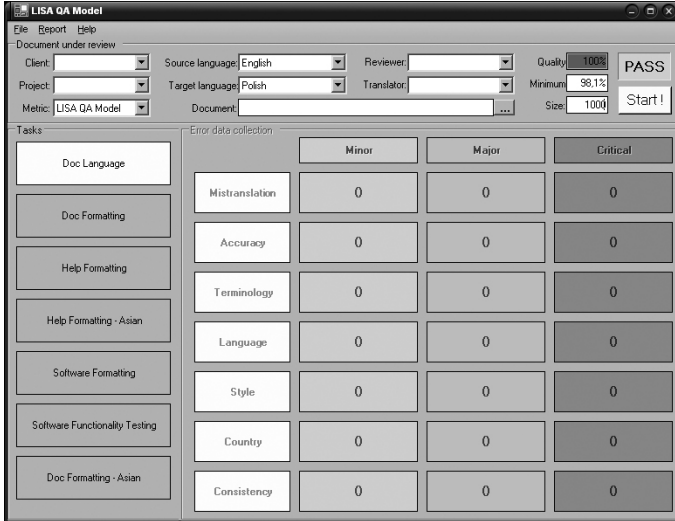 LISA QA Model
File Report Help
Document under review
Client: Source language: English Reviewer: Quality 100% PASS
Project: Target language: Polish Translator: Minimum 98,1%
Metric: LISA QA Model Document: ... Size: 1000 Start !
Tasks Error data collection
Minor Major Critical
Doc Language
Mistranslation 0 0 0
Doc Formatting
Accuracy 0 0 0
Help Formatting
Terminology 0 0 0
Help Formatting - Asian
Language 0 0 0
Software Formatting
Style 0 0 0
Software Functionality Testing
Country 0 0 0
Doc Formatting - Asian
Consistency 0 0 0